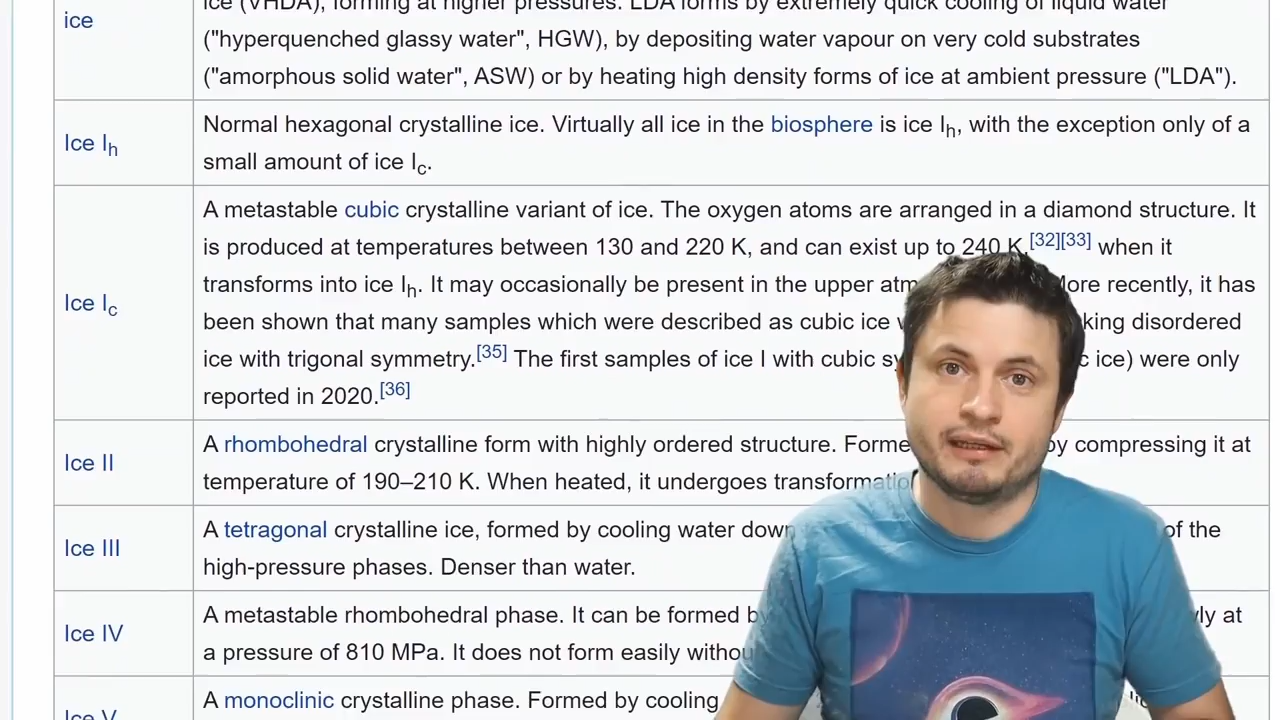 ice (VHDA), forming at higher pressures. LDA forms by extremely quick cooling of liquid water
ice
("hyperquenched glassy water", HGW), by depositing water vapour on very cold substrates
("amorphous solid water", ASW) or by heating high density forms of ice at ambient pressure ("LDA").
Ice Ih
Normal hexagonal crystalline ice. Virtually all ice in the biosphere is ice Ih, with the exception only of a
small amount of ice Ic.
Ice Ic
A metastable cubic crystalline variant of ice. The oxygen atoms are arranged in a diamond structure. It
is produced at temperatures between 130 and 220 K, and can exist up to 240 K,[32][33] when it
transforms into ice Ih. It may occasionally be present in the upper More recently, it has
been shown that many samples which were described as cubic ice disordered
ice with trigonal symmetry.[35] The first samples of ice I with cubic ice) were only
reported in 2020.[36]
Ice II
A rhombohedral crystalline form with highly ordered structure. by compressing it at
temperature of 190–210 K. When heated, it undergoes
Ice III
A tetragonal crystalline ice, formed by cooling water down of the
high-pressure phases. Denser than water.
Ice IV
A metastable rhombohedral phase. It can be formed at
a pressure of 810 MPa. It does not form easily
Ice V
A monoclinic crystalline phase. Formed by cooling